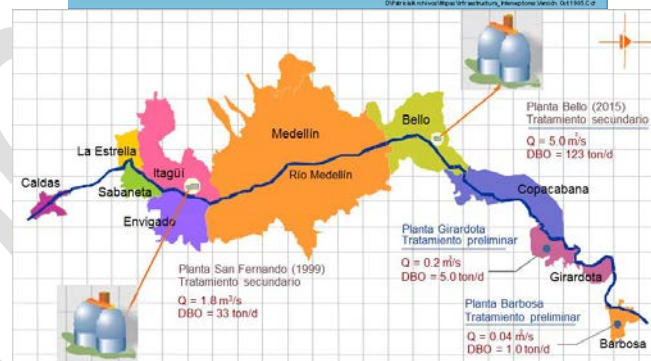 Planta Bello (2015)
Tratamiento secundario
Q = 5.0 m³/s
DBO = 123 ton/d
Medellín
Bello
La Estrella
Itagüí
Río Medellín
Caldas
Sabaneta
Copacabana
Envigado
Planta Girardota
Tratamiento preliminar
Q = 0.2 m³/s
DBO = 5.0 ton/d
Planta San Fernando (1999)
Tratamiento secundario
Q = 1.8 m³/s
DBO = 33 ton/d
Girardota
Planta Barbosa
Tratamiento preliminar
Q = 0.04 m³/s
DBO = 1.0 ton/d
Barbosa